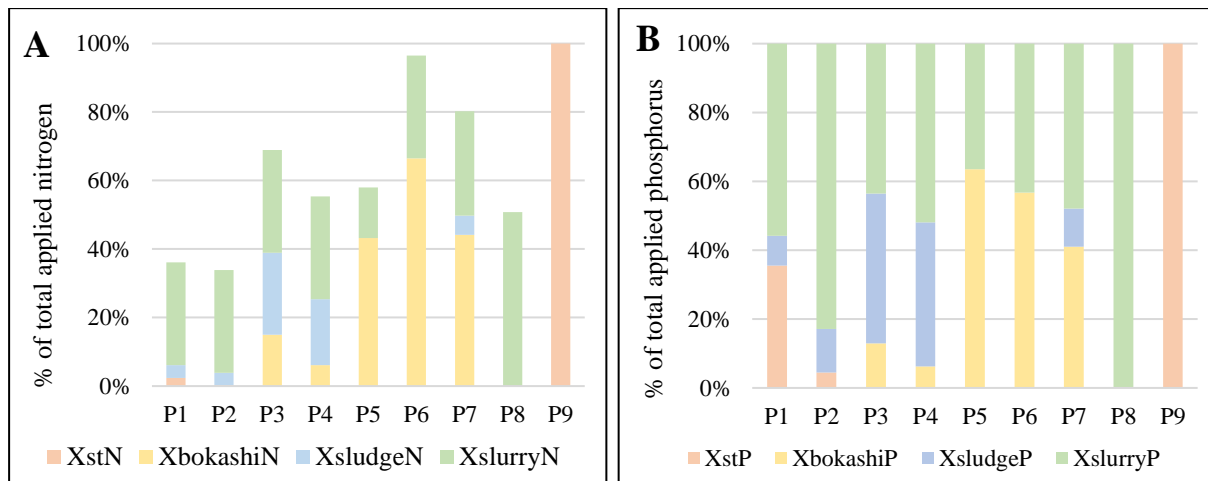 A
% of total applied nitrogen
100%
80%
60%
40%
20%
0%
P1 P2 P3 P4 P5 P6 P7 P8 P9
XstN XbokashiN XsludgeN XslurryN
B
% of total applied phosphorus
100%
80%
60%
40%
20%
0%
P1 P2 P3 P4 P5 P6 P7 P8 P9
XstP XbokashiP XsludgeP XslurryP